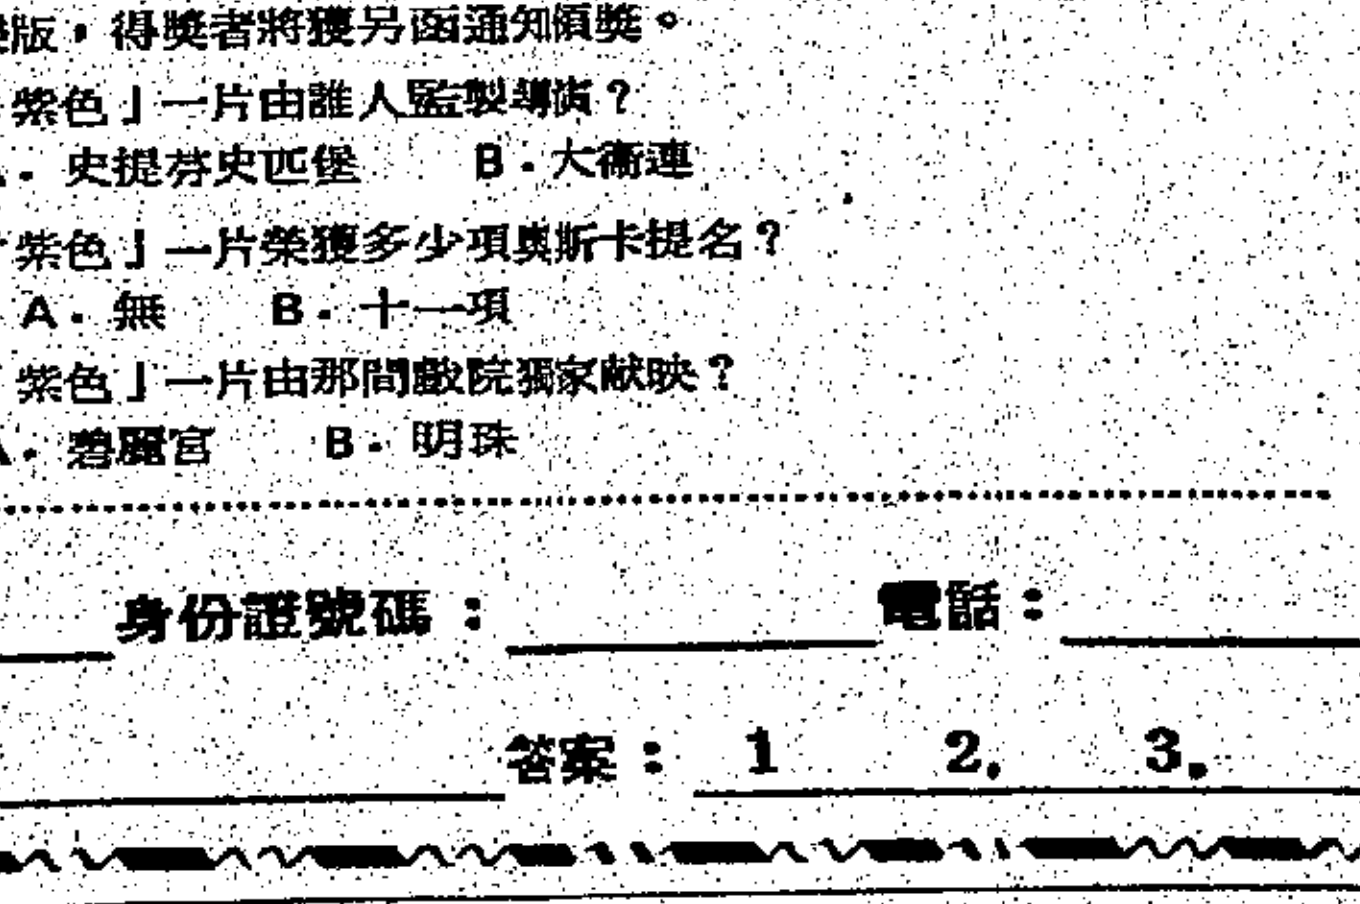 版，得獎者將獲另函通知領獎。
紫色」一片由誰人監製導演？
A．史提芬史匹堡 B．大衞連
「紫色」一片榮獲多少項奧斯卡提名？
A．無 B．十一項
紫色」一片由那間戲院獨家献映？
A．碧麗宮 B．明珠
身份證號碼： 電話：
答案： 1 2. 3.